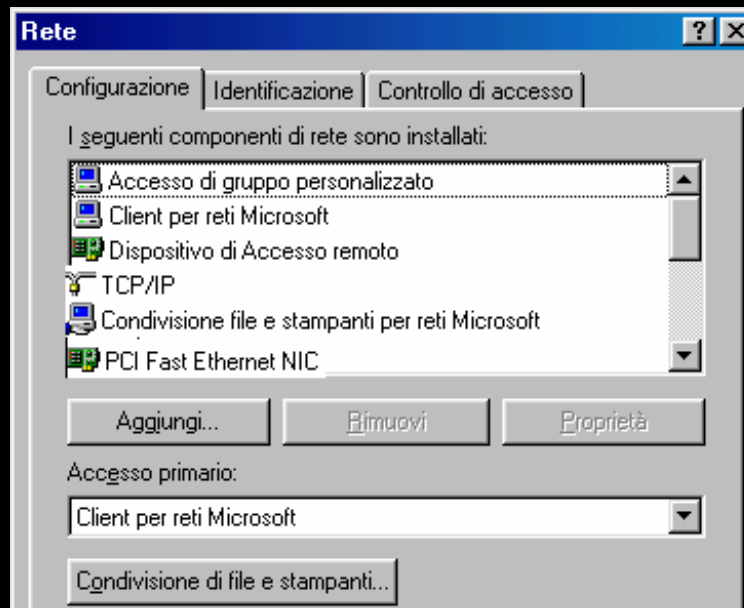 Rete
Configurazione Identificazione Controllo di accesso
I seguenti componenti di rete sono installati:
Accesso di gruppo personalizzato
Client per reti Microsoft
Dispositivo di Accesso remoto
TCP/IP
Condivisione file e stampanti per reti Microsoft
PCI Fast Ethernet NIC
Aggiungi... Rimuovi Proprietà
Accesso primario:
Client per reti Microsoft
Condivisione di file e stampanti...